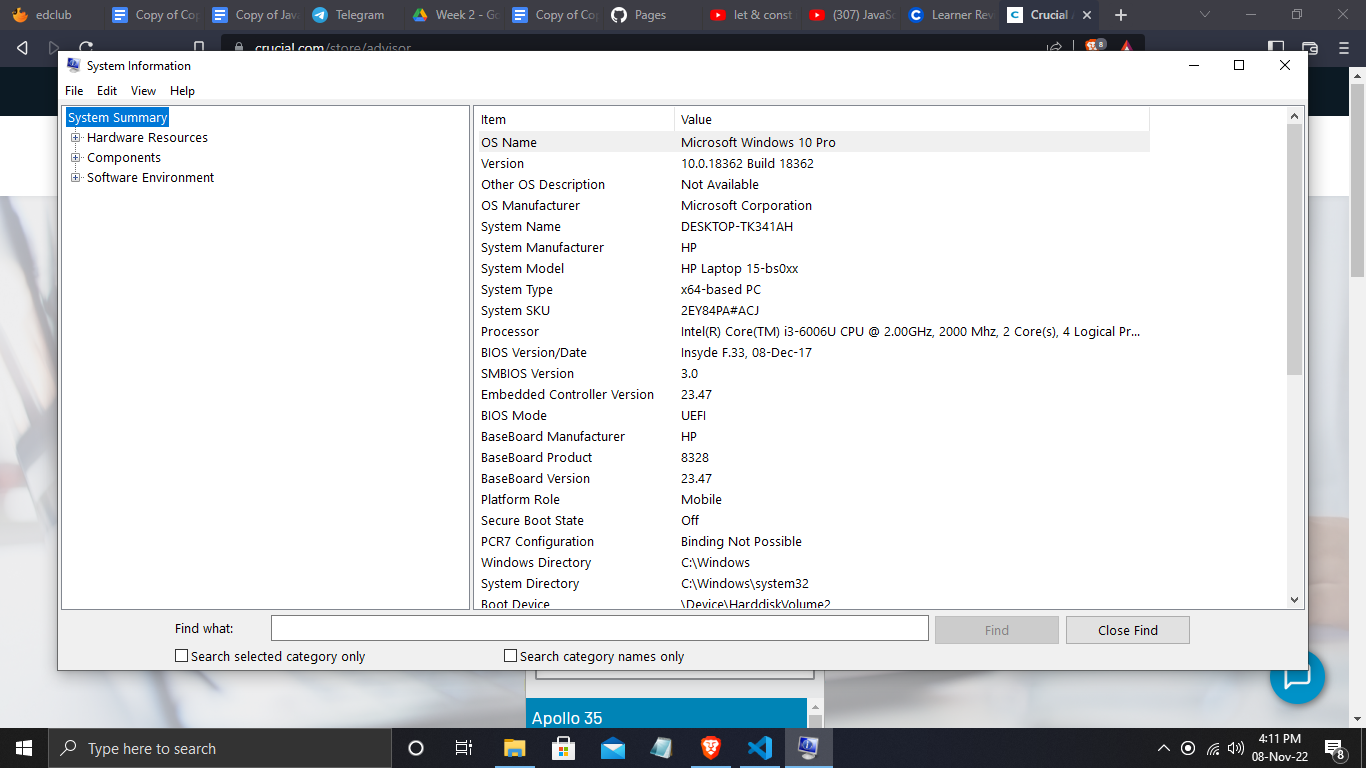 edclub
Copy of Cop
Copy of Java
Telegram
Week 2 - Go
Copy of Cop
Pages
let & const
(307) JavaSc
Learner Rev
Crucial
crucial.com/store/advisor
8
System Information
File Edit View Help
System Summary
Hardware Resources
Components
Software Environment
Item Value
OS Name Microsoft Windows 10 Pro
Version 10.0.18362 Build 18362
Other OS Description Not Available
OS Manufacturer Microsoft Corporation
System Name DESKTOP-TK341AH
System Manufacturer HP
System Model HP Laptop 15-bs0xx
System Type x64-based PC
System SKU 2EY84PA#ACJ
Processor Intel(R) Core(TM) i3-6006U CPU @ 2.00GHz, 2000 Mhz, 2 Core(s), 4 Logical Pr...
BIOS Version/Date Insyde F.33, 08-Dec-17
SMBIOS Version 3.0
Embedded Controller Version 23.47
BIOS Mode UEFI
BaseBoard Manufacturer HP
BaseBoard Product 8328
BaseBoard Version 23.47
Platform Role Mobile
Secure Boot State Off
PCR7 Configuration Binding Not Possible
Windows Directory C:\Windows
System Directory C:\Windows\system32
Boot Device \Device\HarddiskVolume2
Find what:
Find
Close Find
Search selected category only
Search category names only
Apollo 35
Type here to search
4:11 PM
08-Nov-22
8